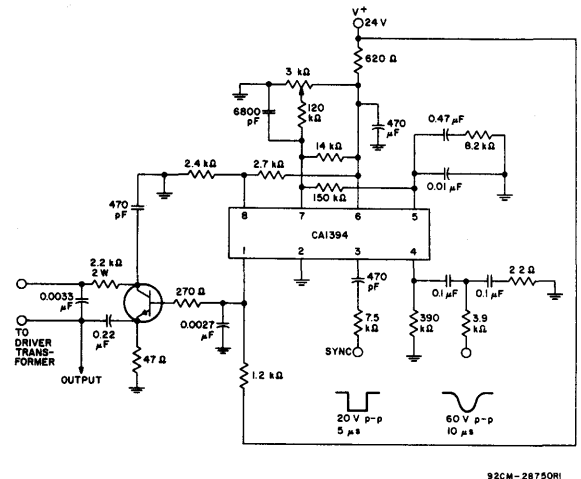 V+
24 V
620 Ω
3 kΩ
6800
pF
120
kΩ
470
μF
0.47 μF
8.2 kΩ
14 kΩ
0.01 μF
2.4 kΩ
2.7 kΩ
150 kΩ
470
pF
8 7 6 5
CA1394
1 2 3 4
2.2 kΩ
2 W
270 Ω
470
pF
0.0033
μF
0.0027
μF
0.1
μF
0.1
μF
2.2 Ω
TO
DRIVER
TRANS-
FORMER
0.22
μF
7.5
kΩ
390
kΩ
3.9
kΩ
OUTPUT
47 Ω
1.2 kΩ
SYNC
20 V p-p
5 μs
60 V p-p
10 μs
92CM-28750RI